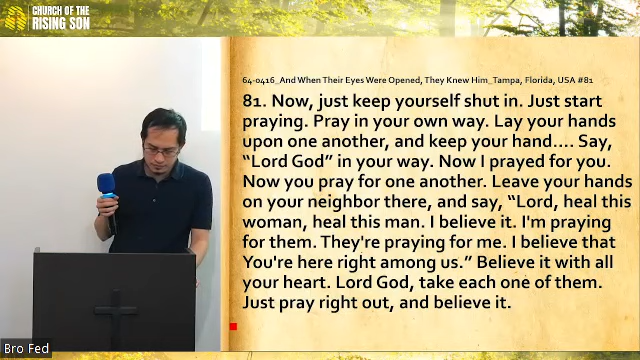 CHURCH OF THE
RISING SON
64-0416_And When Their Eyes Were Opened, They Knew Him_Tampa, Florida, USA #81
81. Now, just keep yourself shut in. Just start
praying. Pray in your own way. Lay your hands
upon one another, and keep your hand.... Say,
“Lord God” in your way. Now I prayed for you.
Now you pray for one another. Leave your hands
on your neighbor there, and say, “Lord, heal this
woman, heal this man. I believe it. I'm praying
for them. They're praying for me. I believe that
You're here right among us.” Believe it with all
your heart. Lord God, take each one of them.
Just pray right out, and believe it.
Bro Fed